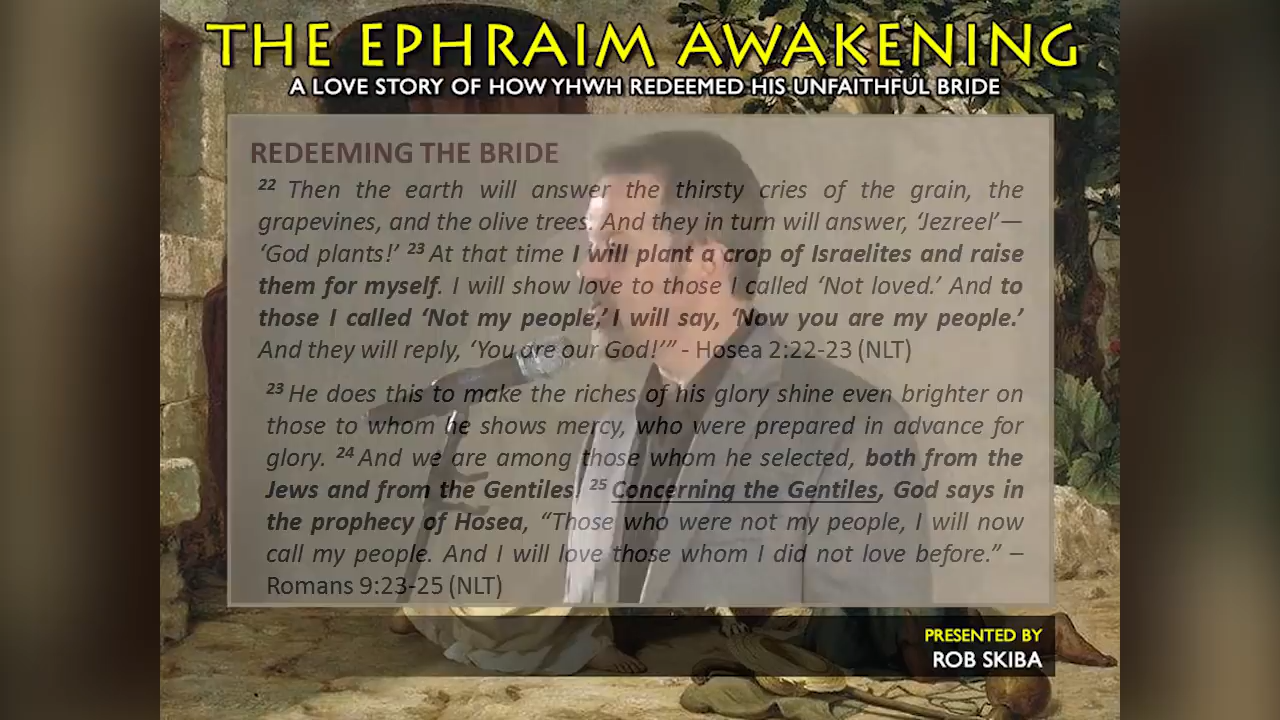 THE EPHRAIM AWAKENING
A LOVE STORY OF HOW YHWH REDEEMED HIS UNFAITHFUL BRIDE
REDEEMING THE BRIDE
22 Then the earth will answer the thirsty cries of the grain, the
grapevines, and the olive trees. And they in turn will answer, ‘Jezreel’—
‘God plants!’ 23 At that time I will plant a crop of Israelites and raise
them for myself. I will show love to those I called ‘Not loved.’ And to
those I called ‘Not my people,’ I will say, ‘Now you are my people.’
And they will reply, ‘You are our God!’” - Hosea 2:22-23 (NLT)
23 He does this to make the riches of his glory shine even brighter on
those to whom he shows mercy, who were prepared in advance for
glory. 24 And we are among those whom he selected, both from the
Jews and from the Gentiles. 25 Concerning the Gentiles, God says in
the prophecy of Hosea, “Those who were not my people, I will now
call my people. And I will love those whom I did not love before.” –
Romans 9:23-25 (NLT)
PRESENTED BY
ROB SKIBA